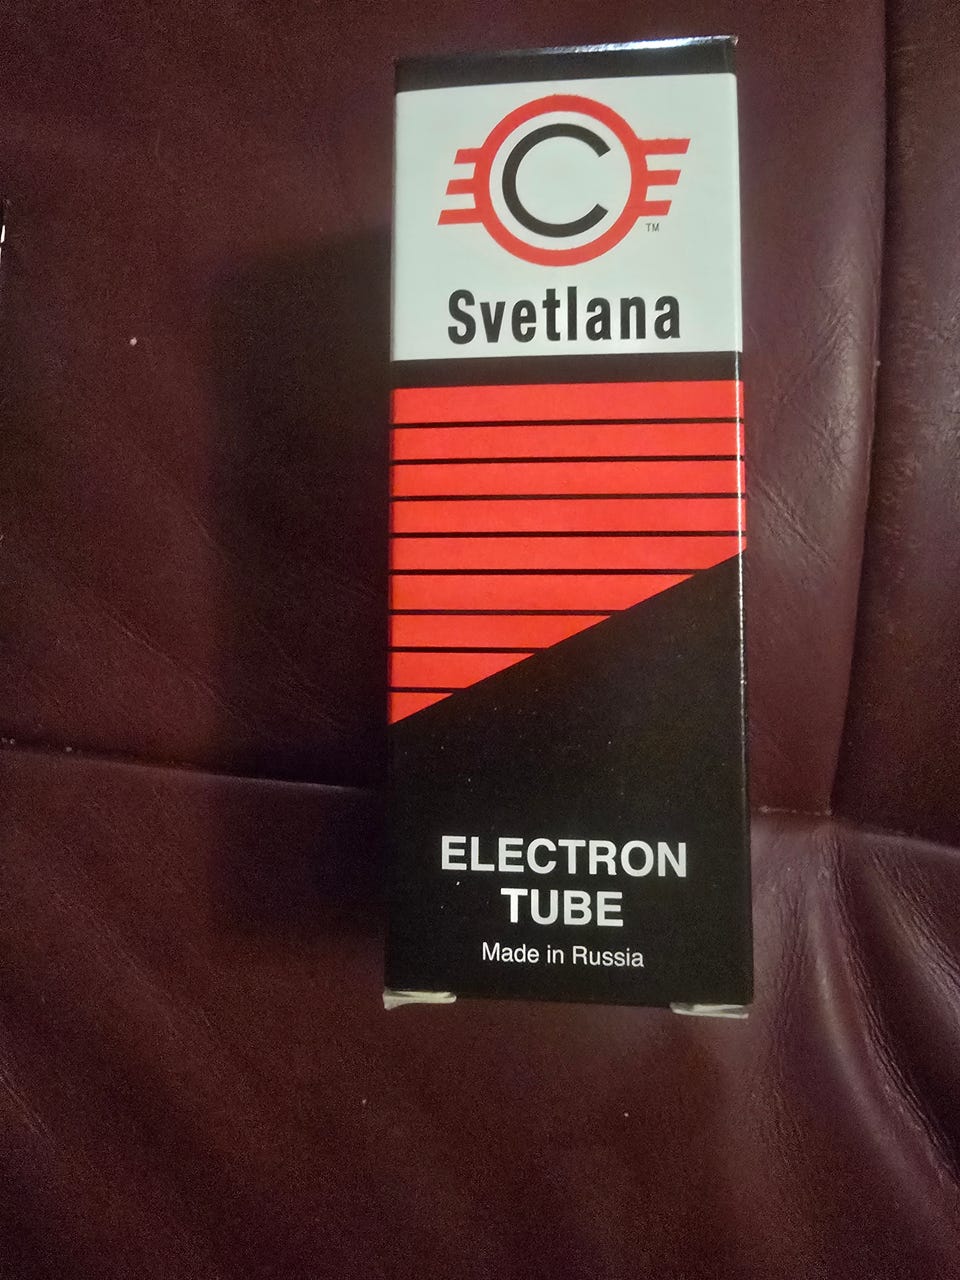 C
TM
Svetlana
ELECTRON
TUBE
Made in Russia